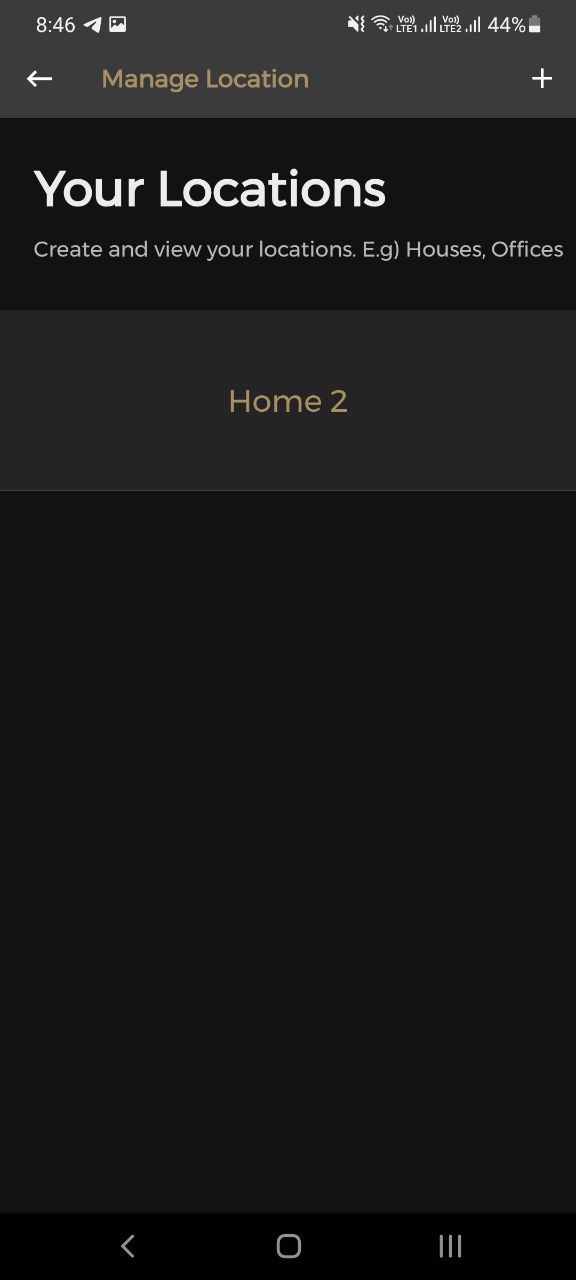 8:46
Vo)) LTE1 Vo)) LTE2 44%
Manage Location
Your Locations
Create and view your locations. E.g) Houses, Offices
Home 2